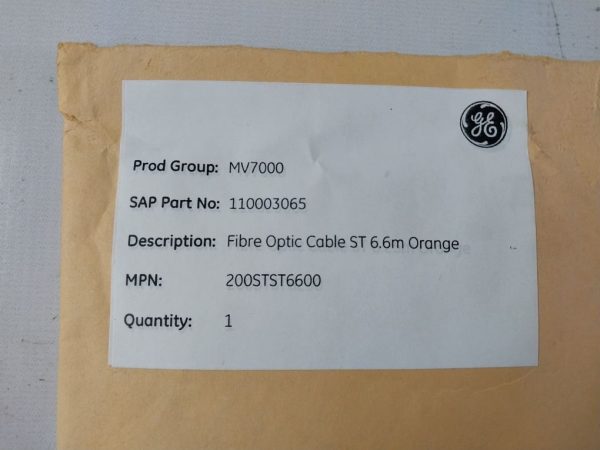 GE
Prod Group: MV7000
SAP Part No: 110003065
Description: Fibre Optic Cable ST 6.6m Orange
MPN: 200STST6600
Quantity: 1